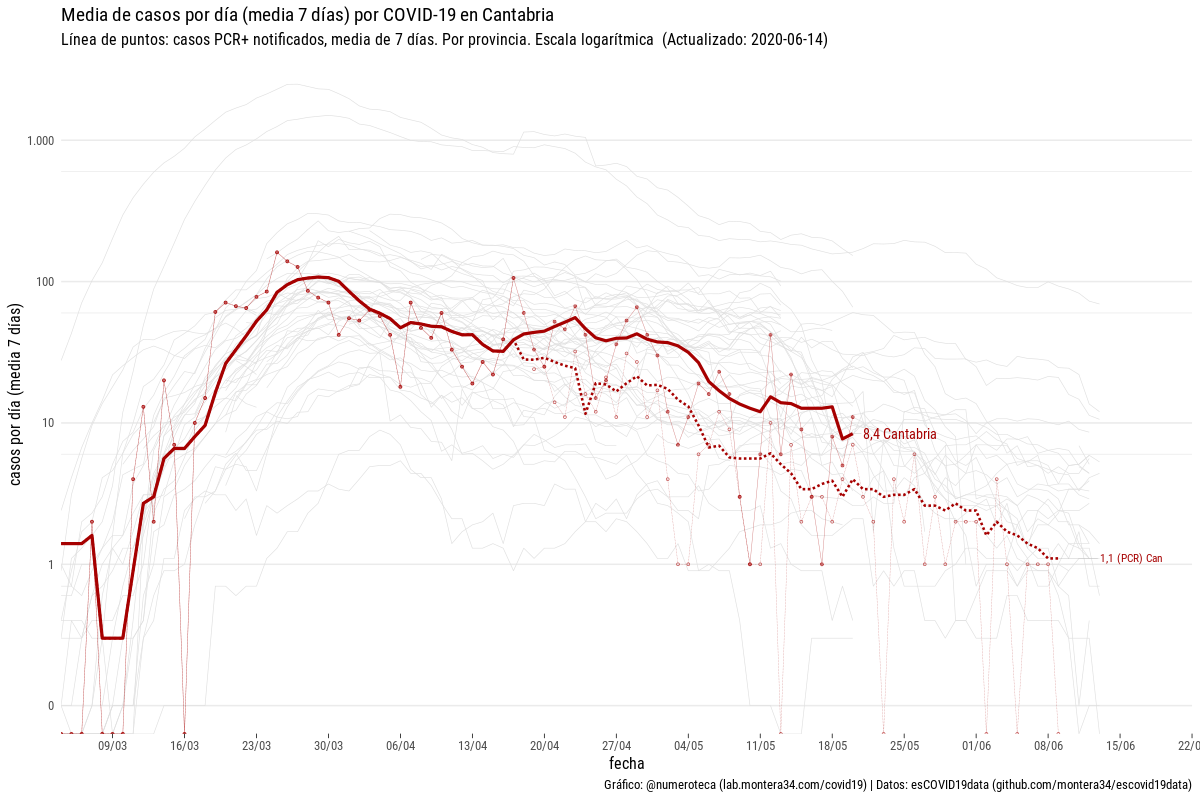 Media de casos por día (media 7 días) por COVID-19 en Cantabria
Línea de puntos: casos PCR+ notificados, media de 7 días. Por provincia. Escala logarítmica  (Actualizado: 2020-06-14)
casos por día (media 7 días)
1.000
100
10
1
0
8,4 Cantabria
1,1 (PCR) Can
09/03 16/03 23/03 30/03 06/04 13/04 20/04 27/04 04/05 11/05 18/05 25/05 01/06 08/06 15/06 22/0
fecha
Gráfico: @numeroteca (lab.montera34.com/covid19) | Datos: esCOVID19data (github.com/montera34/escovid19data)